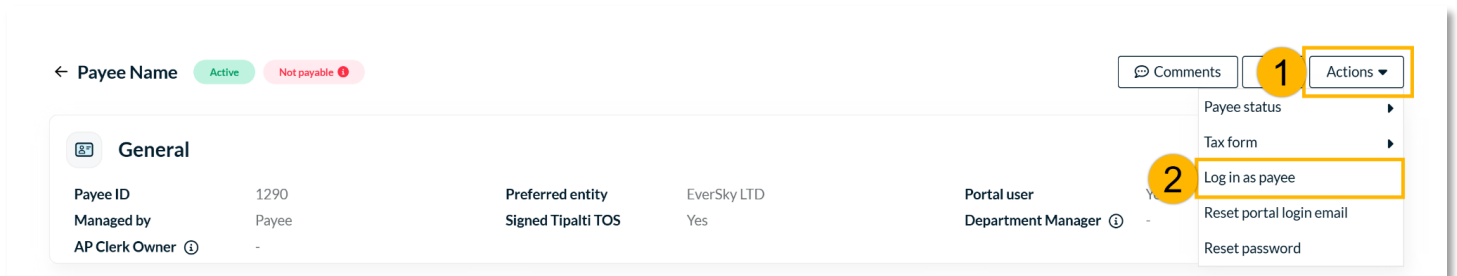 ← Payee Name Active Not payable Comments 1 Actions
Payee status
Tax form
General
2 Log in as payee
Payee ID 1290 Preferred entity EverSky LTD Portal user
Managed by Payee Signed Tipalti TOS Yes Department Manager -
Reset portal login email
AP Clerk Owner -
Reset password